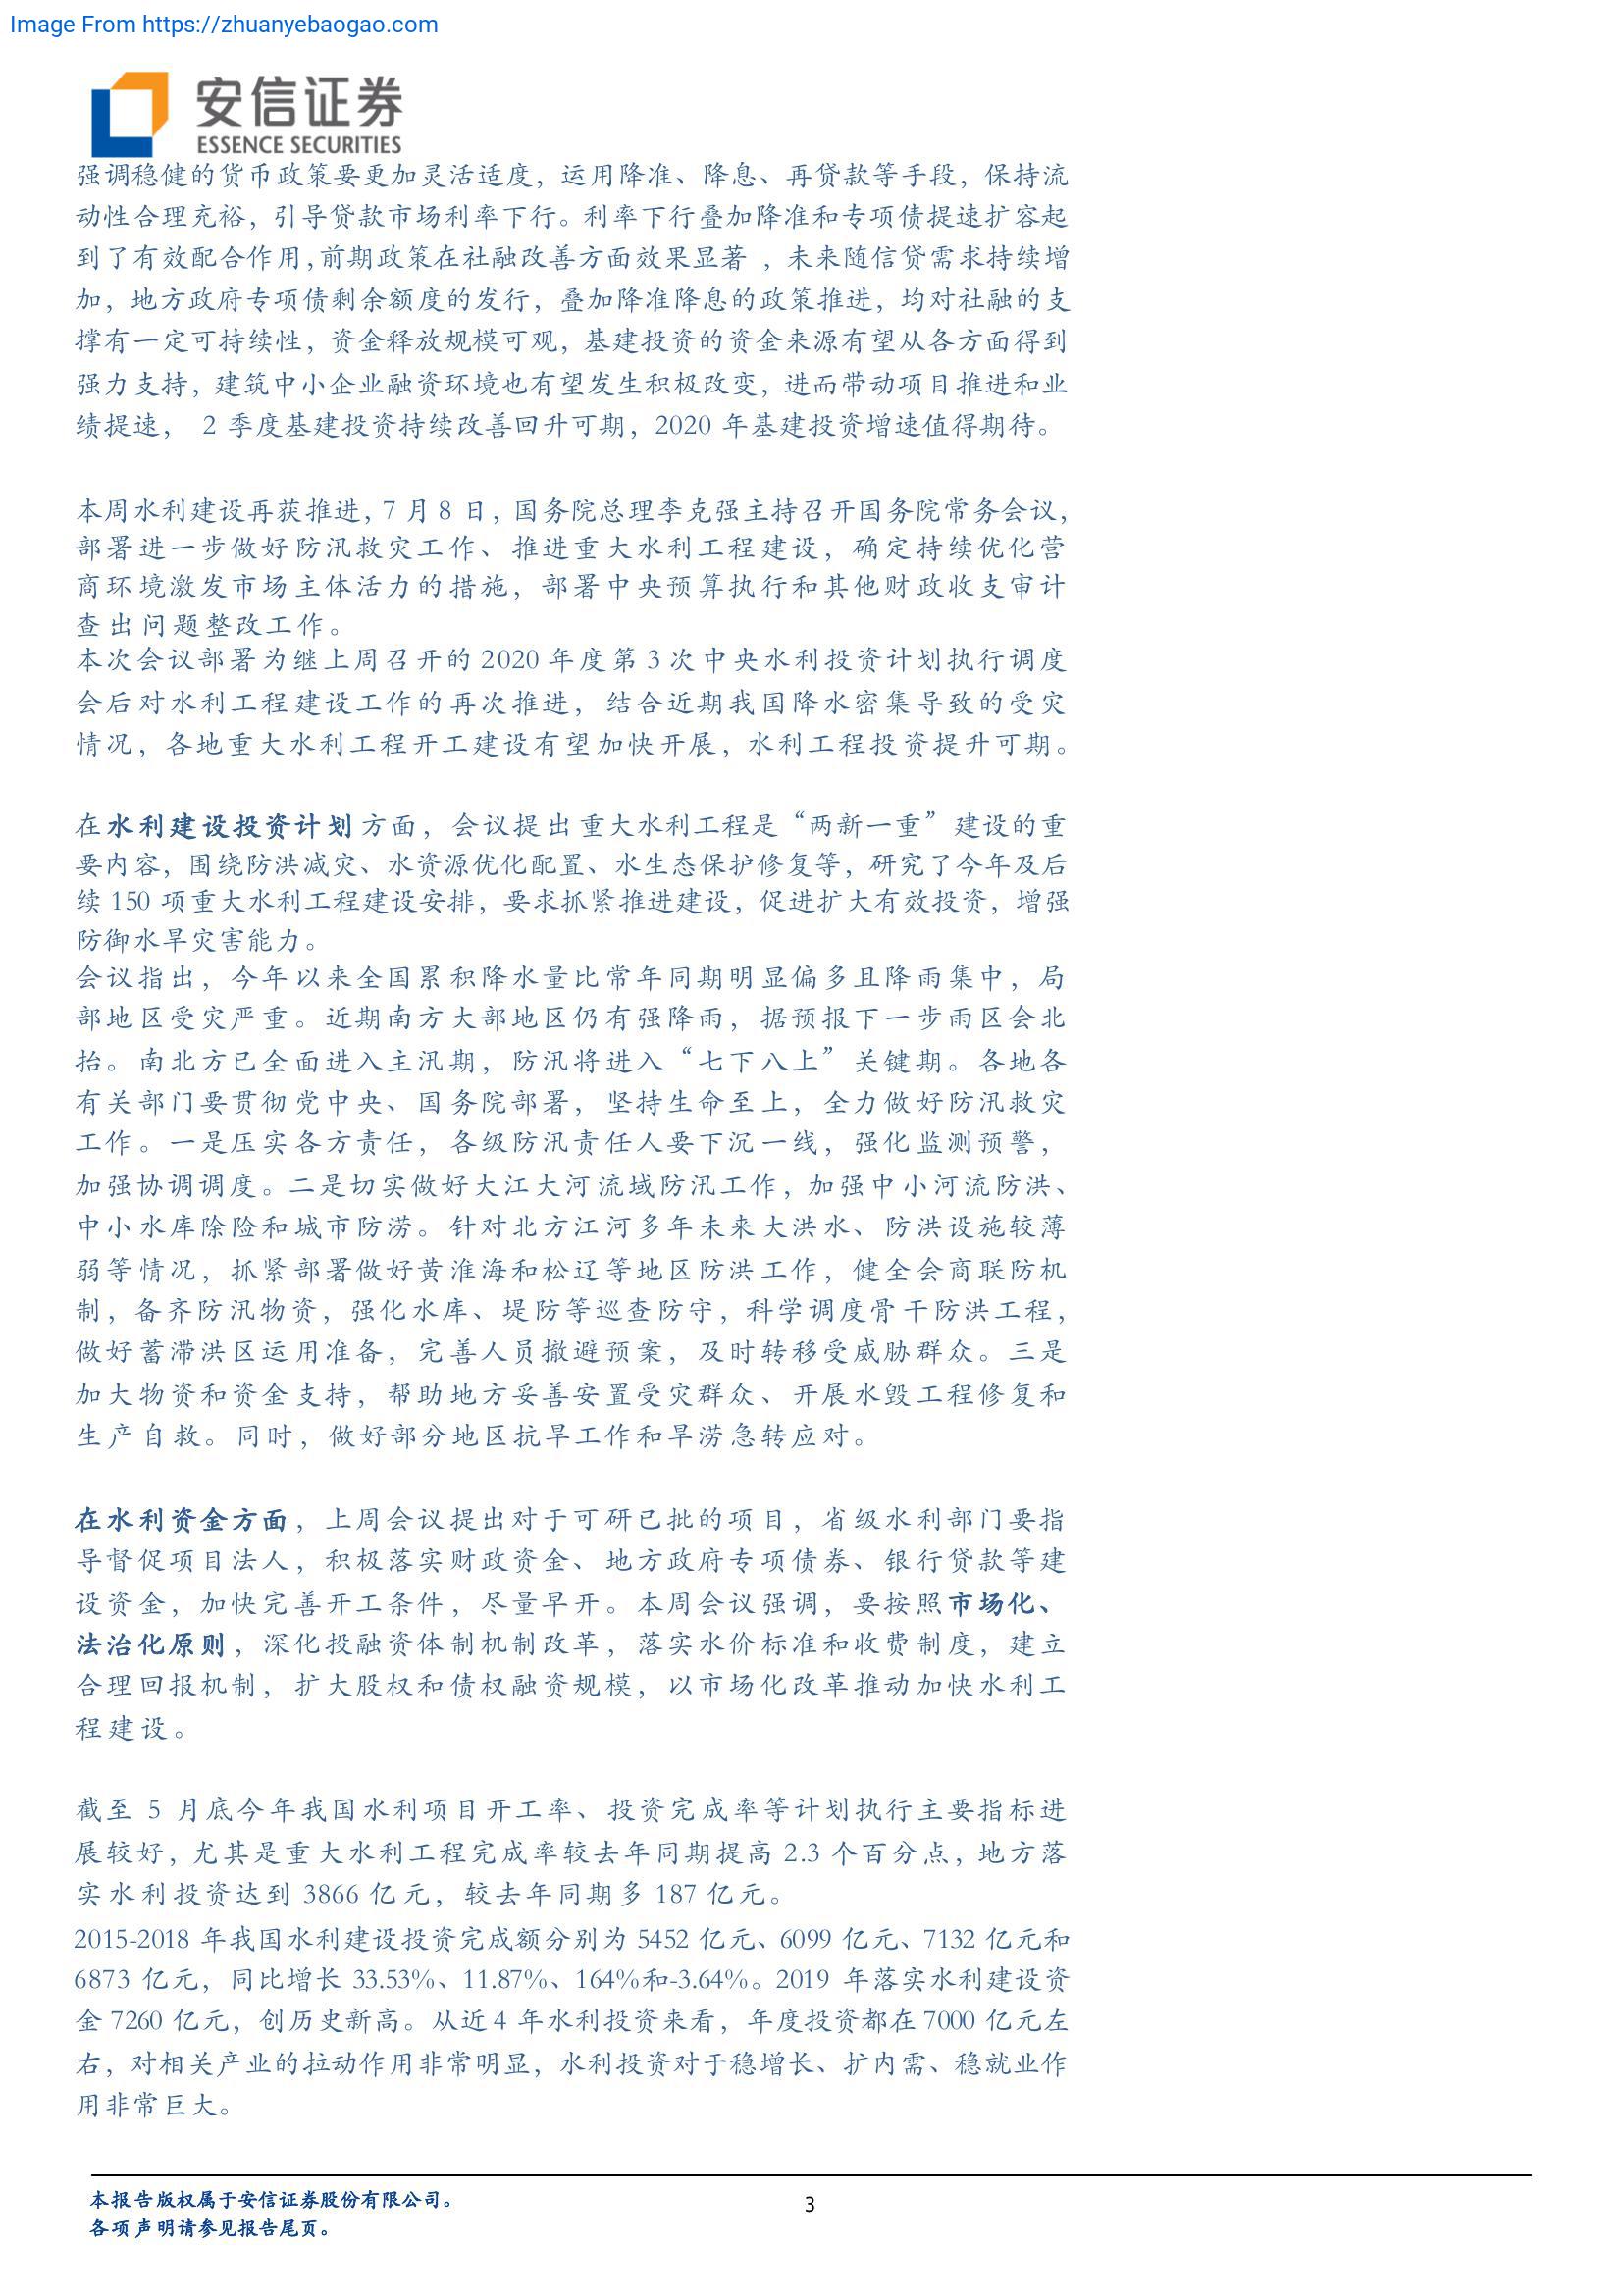 Image From https://zhuanyebaogao.com
安信证券
ESSENCE SECURITIES
强调稳健的货币政策要更加灵活适度，运用降准、降息、再贷款等手段，保持流
动性合理充裕，引导贷款市场利率下行。利率下行叠加降准和专项债提速扩容起
到了有效配合作用，前期政策在社融改善方面效果显著 ，未来随信贷需求持续增
加，地方政府专项债剩余额度的发行，叠加降准降息的政策推进，均对社融的支
撑有一定可持续性，资金释放规模可观，基建投资的资金来源有望从各方面得到
强力支持，建筑中小企业融资环境也有望发生积极改变，进而带动项目推进和业
绩提速， 2 季度基建投资持续改善回升可期，2020 年基建投资增速值得期待。
本周水利建设再获推进，7 月 8 日，国务院总理李克强主持召开国务院常务会议，
部署进一步做好防汛救灾工作、推进重大水利工程建设，确定持续优化营
商环境激发市场主体活力的措施，部署中央预算执行和其他财政收支审计
查出问题整改工作。
本次会议部署为继上周召开的 2020 年度第 3 次中央水利投资计划执行调度
会后对水利工程建设工作的再次推进，结合近期我国降水密集导致的受灾
情况，各地重大水利工程开工建设有望加快开展，水利工程投资提升可期。
在水利建设投资计划方面，会议提出重大水利工程是“两新一重”建设的重
要内容，围绕防洪减灾、水资源优化配置、水生态保护修复等，研究了今年及后
续 150 项重大水利工程建设安排，要求抓紧推进建设，促进扩大有效投资，增强
防御水旱灾害能力。
会议指出，今年以来全国累积降水量比常年同期明显偏多且降雨集中，局
部地区受灾严重。近期南方大部地区仍有强降雨，据预报下一步雨区会北
抬。南北方已全面进入主汛期，防汛将进入“七下八上”关键期。各地各
有关部门要贯彻党中央、国务院部署，坚持生命至上，全力做好防汛救灾
工作。一是压实各方责任，各级防汛责任人要下沉一线，强化监测预警，
加强协调调度。二是切实做好大江大河流域防汛工作，加强中小河流防洪、
中小水库除险和城市防涝。针对北方江河多年未来大洪水、防洪设施较薄
弱等情况，抓紧部署做好黄淮海和松辽等地区防洪工作，健全会商联防机
制，备齐防汛物资，强化水库、堤防等巡查防守，科学调度骨干防洪工程，
做好蓄滞洪区运用准备，完善人员撤避预案，及时转移受威胁群众。三是
加大物资和资金支持，帮助地方妥善安置受灾群众、开展水毁工程修复和
生产自救。同时，做好部分地区抗旱工作和旱涝急转应对。
在水利资金方面，上周会议提出对于可研已批的项目，省级水利部门要指
导督促项目法人，积极落实财政资金、地方政府专项债券、银行贷款等建
设资金，加快完善开工条件，尽量早开。本周会议强调，要按照市场化、
法治化原则，深化投融资体制机制改革，落实水价标准和收费制度，建立
合理回报机制，扩大股权和债权融资规模，以市场化改革推动加快水利工
程建设。
截至 5 月底今年我国水利项目开工率、投资完成率等计划执行主要指标进
展较好，尤其是重大水利工程完成率较去年同期提高 2.3 个百分点，地方落
实水利投资达到 3866 亿元，较去年同期多 187 亿元。
2015-2018 年我国水利建设投资完成额分别为 5452 亿元、6099 亿元、7132 亿元和
6873 亿元，同比增长 33.53%、11.87%、164%和-3.64%。2019 年落实水利建设资
金 7260 亿元，创历史新高。从近 4 年水利投资来看，年度投资都在 7000 亿元左
右，对相关产业的拉动作用非常明显，水利投资对于稳增长、扩内需、稳就业作
用非常巨大。
本报告版权属于安信证券股份有限公司。
3
各项声明请参见报告尾页。